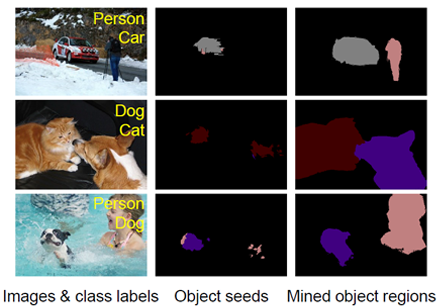 Person
Car
Dog
Cat
Person
Dog
Images & class labels
Object seeds
Mined object regions